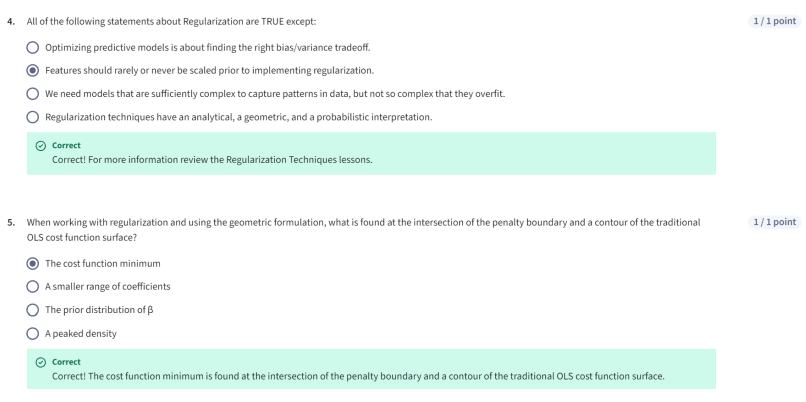 4. All of the following statements about Regularization are TRUE except:
1 / 1 point
Optimizing predictive models is about finding the right bias/variance tradeoff.
Features should rarely or never be scaled prior to implementing regularization.
We need models that are sufficiently complex to capture patterns in data, but not so complex that they overfit.
Regularization techniques have an analytical, a geometric, and a probabilistic interpretation.
Correct
Correct! For more information review the Regularization Techniques lessons.
5. When working with regularization and using the geometric formulation, what is found at the intersection of the penalty boundary and a contour of the traditional
OLS cost function surface?
1 / 1 point
The cost function minimum
A smaller range of coefficients
The prior distribution of β
A peaked density
Correct
Correct! The cost function minimum is found at the intersection of the penalty boundary and a contour of the traditional OLS cost function surface.